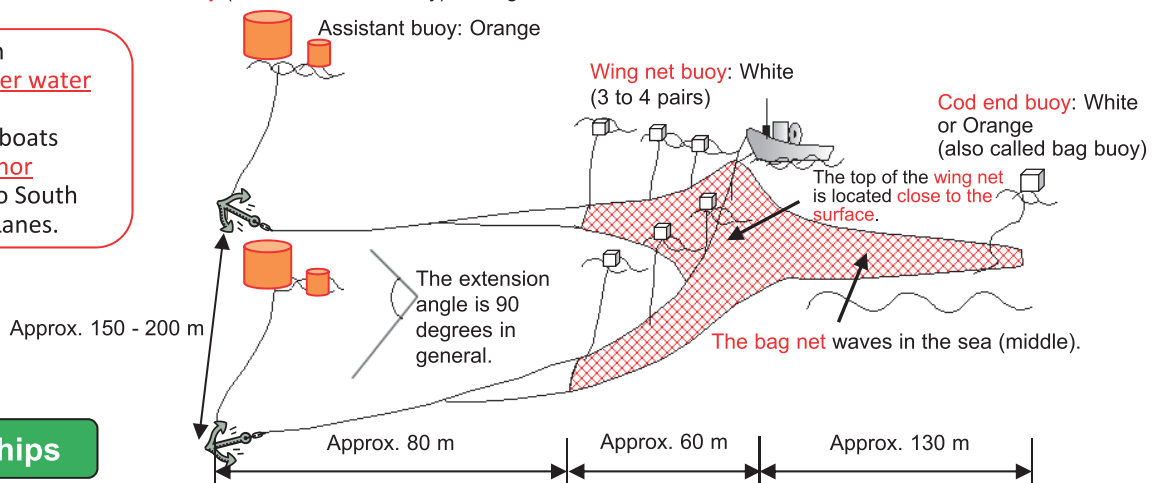 Assistant buoy: Orange
er water
boats
nor
o South
anes.
Wing net buoy: White
(3 to 4 pairs)
Cod end buoy: White
or Orange
(also called bag buoy)
The top of the wing net
is located close to the
surface.
The extension
angle is 90
degrees in
general.
Approx. 150 - 200 m
The bag net waves in the sea (middle).
hips
Approx. 80 m
Approx. 60 m
Approx. 130 m